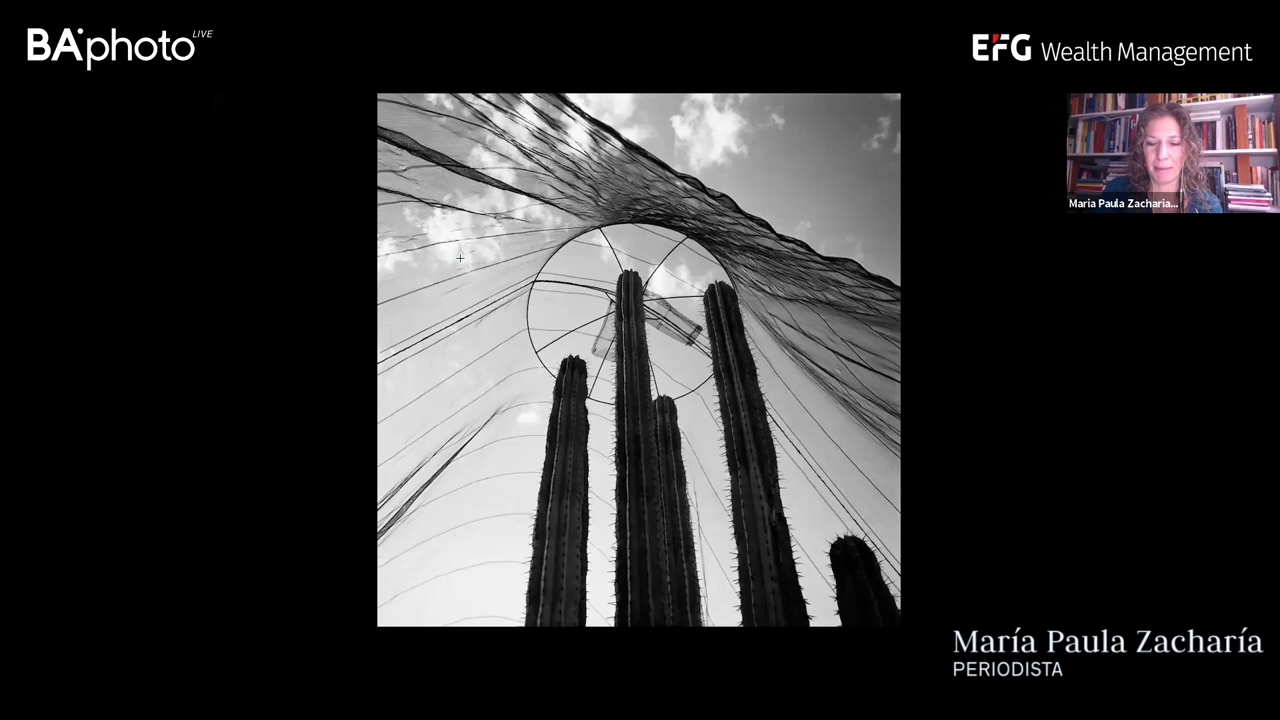 BAphoto LIVE
EFG Wealth Management
Maria Paula Zacharia...
María Paula Zacharía
PERIODISTA